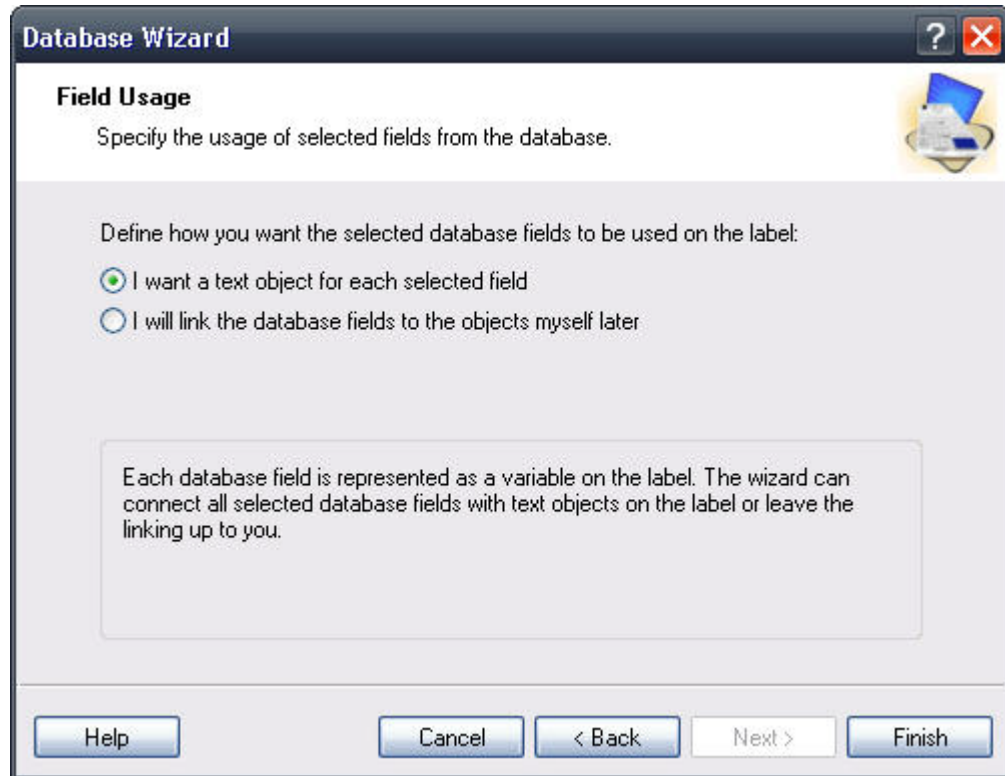 Database Wizard
?
Field Usage
Specify the usage of selected fields from the database.
Define how you want the selected database fields to be used on the label:
I want a text object for each selected field
I will link the database fields to the objects myself later
Each database field is represented as a variable on the label. The wizard can
connect all selected database fields with text objects on the label or leave the
linking up to you.
Help
Cancel
< Back
Next >
Finish